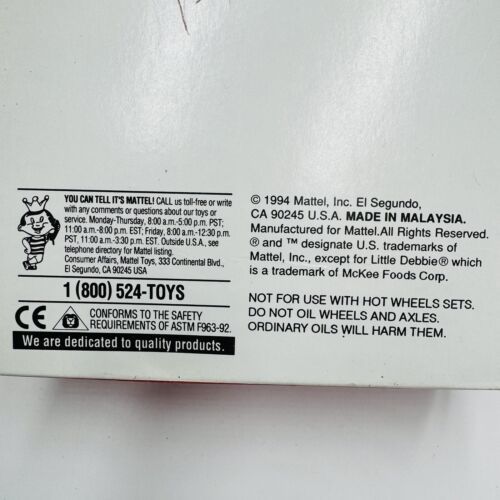 YOU CAN TELL IT'S MATTEL! CALL us toll-free or write
with any comments or questions about our toys or
service. Monday-Thursday, 8:00 a.m.-5:00 p.m. PST;
11:00 a.m.-8:00 p.m. EST; Friday, 8:00 a.m.-12:30 p.m.
PST, 11:00 a.m.-3:30 p.m. EST. Outside U.S.A., see
telephone directory for Mattel listing.
Consumer Affairs, Mattel Toys, 333 Continental Blvd.,
El Segundo, CA 90245 USA
1 (800) 524-TOYS
CE
CONFORMS TO THE SAFETY
REQUIREMENTS OF ASTM F963-92.
We are dedicated to quality products.
© 1994 Mattel, Inc. El Segundo,
CA 90245 U.S.A. MADE IN MALAYSIA.
Manufactured for Mattel.All Rights Reserved.
® and ™ designate U.S. trademarks of
Mattel, Inc., except for Little Debbie® which
is a trademark of McKee Foods Corp.
NOT FOR USE WITH HOT WHEELS SETS.
DO NOT OIL WHEELS AND AXLES.
ORDINARY OILS WILL HARM THEM.